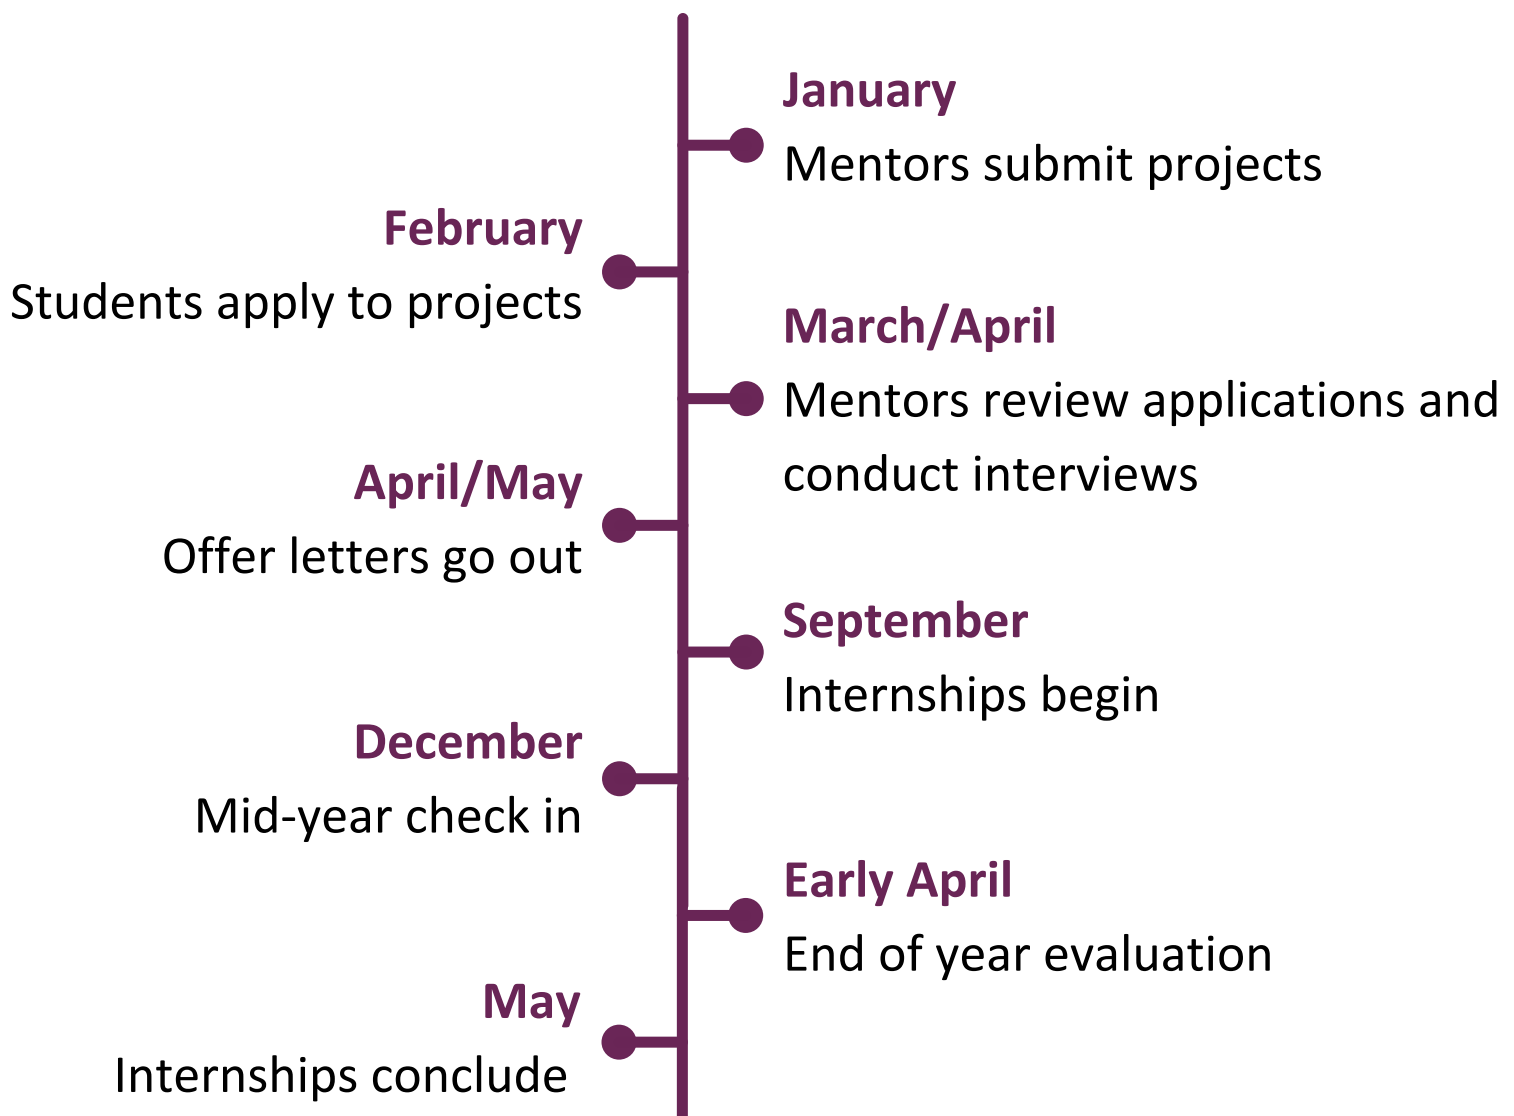 January
Mentors submit projects
February
Students apply to projects
March/April
Mentors review applications and
conduct interviews
April/May
Offer letters go out
September
Internships begin
December
Mid-year check in
Early April
End of year evaluation
May
Internships conclude